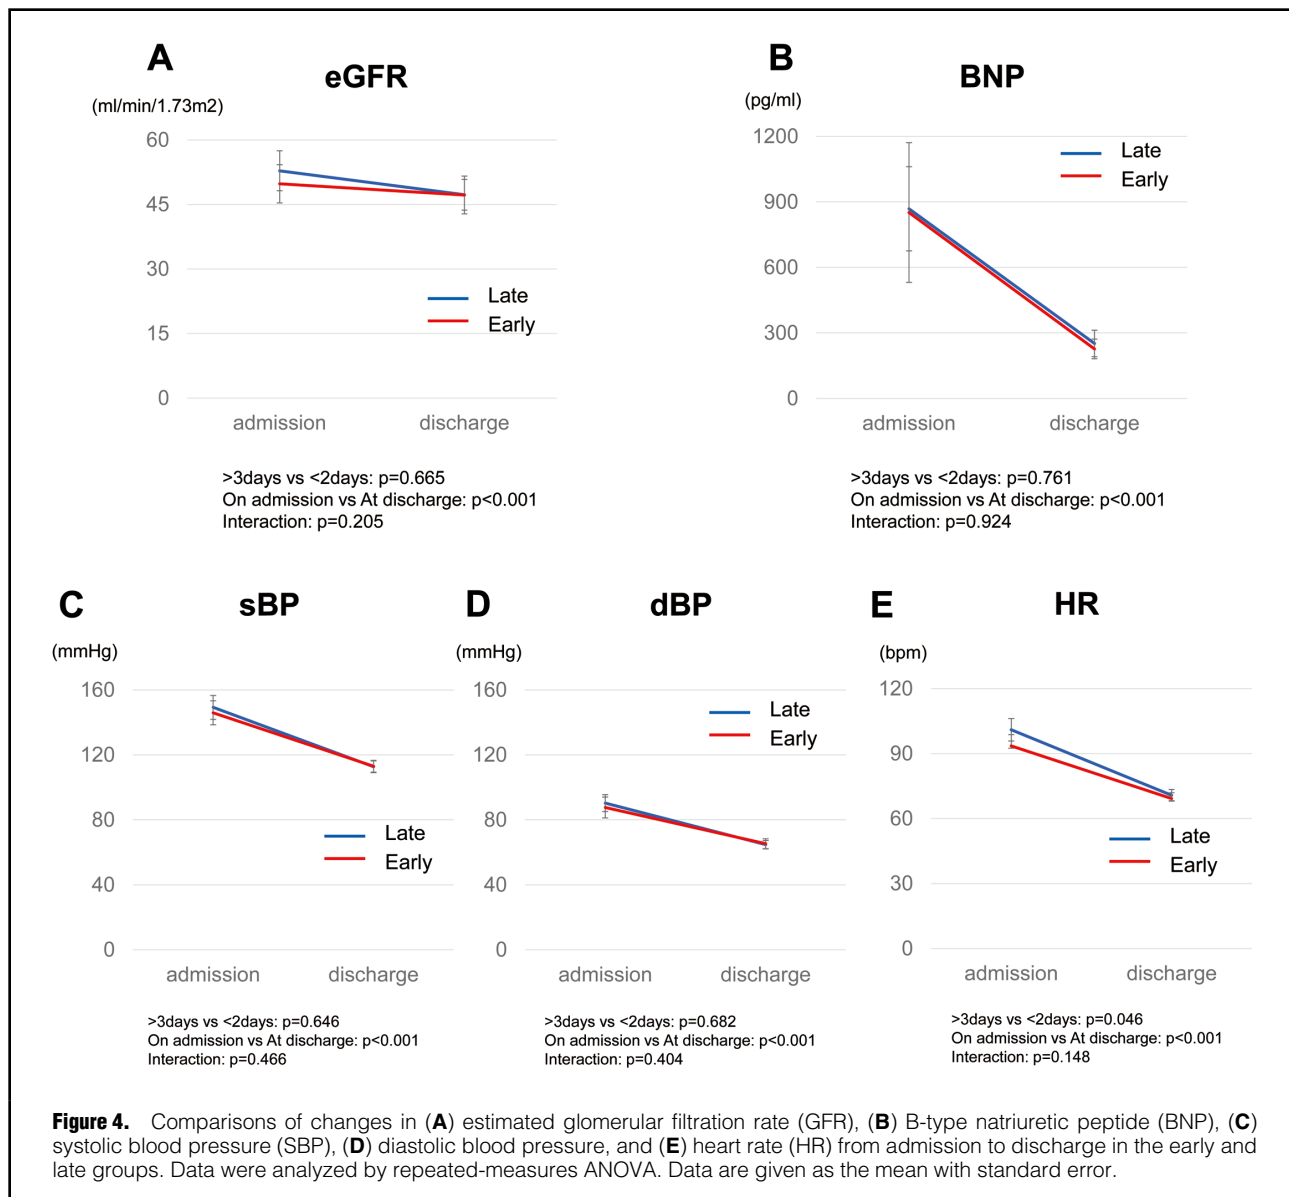 A
eGFR
(ml/min/1.73m2)
60
45
30
15
0
Late
Early
admission
discharge
>3days vs <2days: p=0.665
On admission vs At discharge: p<0.001
Interaction: p=0.205
B
BNP
(pg/ml)
1200
900
600
300
0
Late
Early
admission
discharge
>3days vs <2days: p=0.761
On admission vs At discharge: p<0.001
Interaction: p=0.924
C
sBP
(mmHg)
160
120
80
40
0
Late
Early
admission
discharge
>3days vs <2days: p=0.646
On admission vs At discharge: p<0.001
Interaction: p=0.466
D
dBP
(mmHg)
160
120
80
40
0
Late
Early
admission
discharge
>3days vs <2days: p=0.682
On admission vs At discharge: p<0.001
Interaction: p=0.404
E
HR
(bpm)
120
90
60
30
0
Late
Early
admission
discharge
>3days vs <2days: p=0.046
On admission vs At discharge: p<0.001
Interaction: p=0.148
Figure 4. Comparisons of changes in (A) estimated glomerular filtration rate (GFR), (B) B-type natriuretic peptide (BNP), (C)
systolic blood pressure (SBP), (D) diastolic blood pressure, and (E) heart rate (HR) from admission to discharge in the early and
late groups. Data were analyzed by repeated-measures ANOVA. Data are given as the mean with standard error.